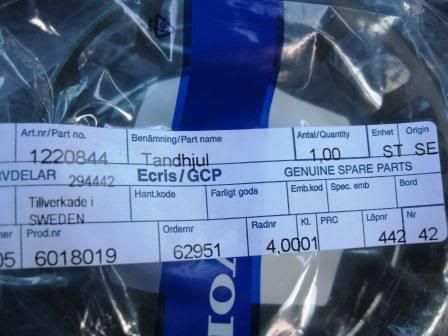 Art.nr/Part no. Benämning/Part name Antal/Quantity Enhet Origin
1220844 Tandhjul 1,00 ST SE
RVDELAR 294442 Ecris/GCP GENUINE SPARE PARTS
Tillverkade i Hant.kod Farligt gods Emb.kod Spec. emb Bord
SWEDEN
Prod.nr Ordernr Radnr Kl. PRC Löpnr Nr
05 6018019 62951 4,0001 442 42
VO